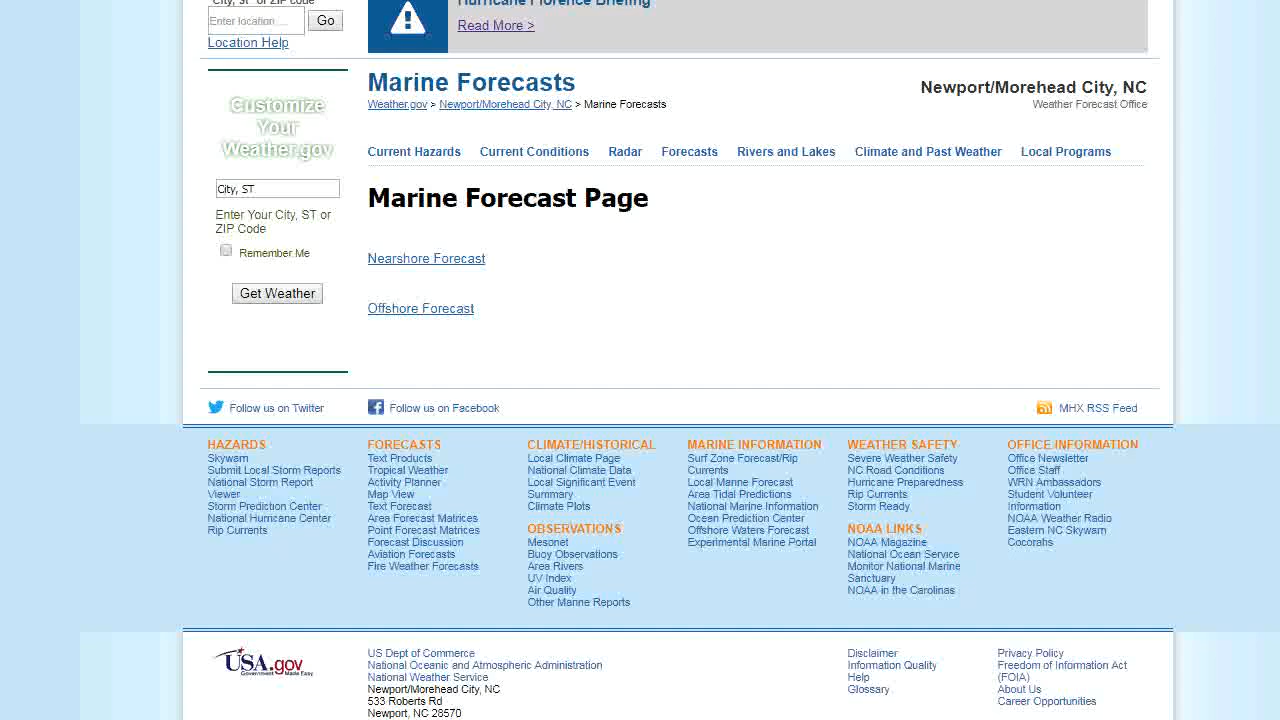 City, St" or ZIP code
Enter location ...
Go
Location Help
Hurricane Florence Briefing
Read More >
Customize
Your
Weather.gov
City, ST
Enter Your City, ST or
ZIP Code
Remember Me
Get Weather
Marine Forecasts
Weather.gov > Newport/Morehead City, NC > Marine Forecasts
Newport/Morehead City, NC
Weather Forecast Office
Current Hazards Current Conditions Radar Forecasts Rivers and Lakes Climate and Past Weather Local Programs
Marine Forecast Page
Nearshore Forecast
Offshore Forecast
Follow us on Twitter
Follow us on Facebook
MHX RSS Feed
HAZARDS
Skywarn
Submit Local Storm Reports
National Storm Report
Viewer
Storm Prediction Center
National Hurricane Center
Rip Currents
FORECASTS
Text Products
Tropical Weather
Activity Planner
Map View
Text Forecast
Area Forecast Matrices
Point Forecast Matrices
Forecast Discussion
Aviation Forecasts
Fire Weather Forecasts
CLIMATE/HISTORICAL
Local Climate Page
National Climate Data
Local Significant Event
Summary
Climate Plots
OBSERVATIONS
Mesonet
Buoy Observations
Area Rivers
UV Index
Air Quality
Other Marine Reports
MARINE INFORMATION
Surf Zone Forecast/Rip
Currents
Local Marine Forecast
Area Tidal Predictions
National Marine Information
Ocean Prediction Center
Offshore Waters Forecast
Experimental Marine Portal
WEATHER SAFETY
Severe Weather Safety
NC Road Conditions
Hurricane Preparedness
Rip Currents
Storm Ready
NOAA LINKS
NOAA Magazine
National Ocean Service
Monitor National Marine
Sanctuary
NOAA in the Carolinas
OFFICE INFORMATION
Office Newsletter
Office Staff
WRN Ambassadors
Student Volunteer
Information
NOAA Weather Radio
Eastern NC Skywarn
Cocorahs
USA.gov
Government Made Easy
US Dept of Commerce
National Oceanic and Atmospheric Administration
National Weather Service
Newport/Morehead City, NC
533 Roberts Rd
Newport, NC 28570
Disclaimer
Information Quality
Help
Glossary
Privacy Policy
Freedom of Information Act
(FOIA)
About Us
Career Opportunities